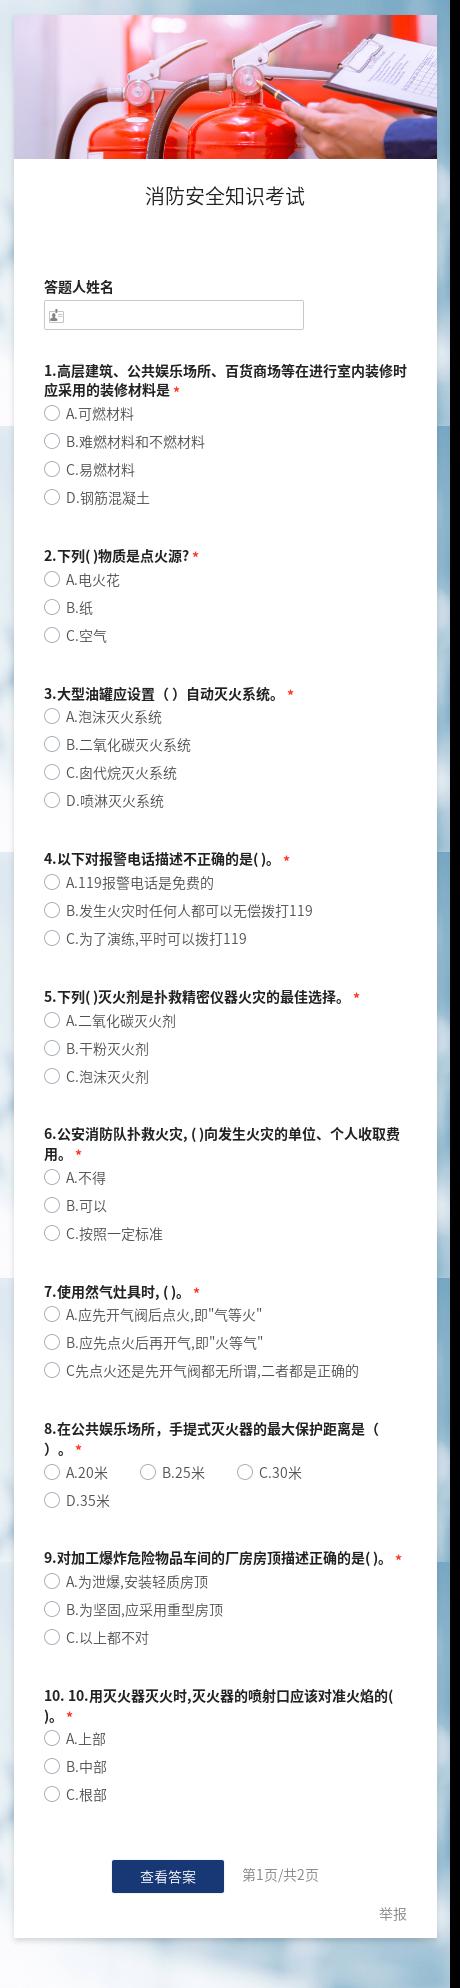 消防安全知识考试
答题人姓名
1.高层建筑、公共娱乐场所、百货商场等在进行室内装修时
应采用的装修材料是 *
A.可燃材料
B.难燃材料和不燃材料
C.易燃材料
D.钢筋混凝土
2.下列( )物质是点火源? *
A.电火花
B.纸
C.空气
3.大型油罐应设置（ ）自动灭火系统。 *
A.泡沫灭火系统
B.二氧化碳灭火系统
C.卤代烷灭火系统
D.喷淋灭火系统
4.以下对报警电话描述不正确的是( )。 *
A.119报警电话是免费的
B.发生火灾时任何人都可以无偿拨打119
C.为了演练,平时可以拨打119
5.下列( )灭火剂是扑救精密仪器火灾的最佳选择。 *
A.二氧化碳灭火剂
B.干粉灭火剂
C.泡沫灭火剂
6.公安消防队扑救火灾, ( )向发生火灾的单位、个人收取费
用。 *
A.不得
B.可以
C.按照一定标准
7.使用然气灶具时, ( )。 *
A.应先开气阀后点火,即"气等火"
B.应先点火后再开气,即"火等气"
C先点火还是先开气阀都无所谓,二者都是正确的
8.在公共娱乐场所，手提式灭火器的最大保护距离是（
）。 *
A.20米 B.25米 C.30米
D.35米
9.对加工爆炸危险物品车间的厂房房顶描述正确的是( )。 *
A.为泄爆,安装轻质房顶
B.为坚固,应采用重型房顶
C.以上都不对
10. 10.用灭火器灭火时,灭火器的喷射口应该对准火焰的(
)。 *
A.上部
B.中部
C.根部
查看答案 第1页/共2页
举报